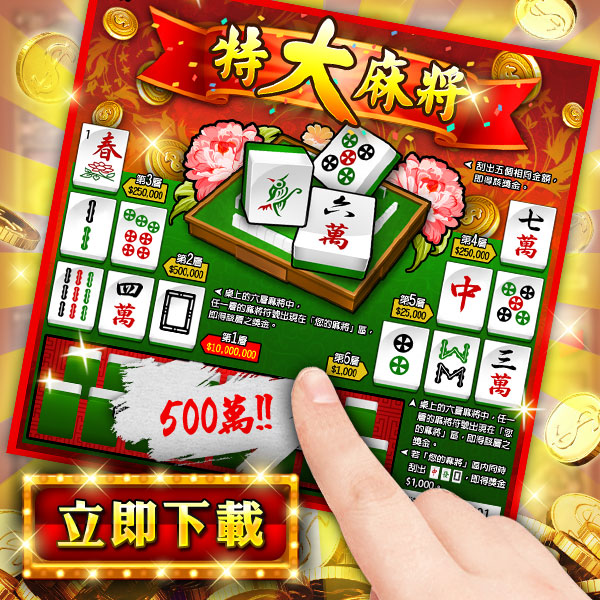 特大麻將
刮出五個相同金額,
即得該獎金。
1
春
第3層
$250,000
六
萬
七
萬
第2層
$500,000
第4層
$250,000
桌上的六層麻將中,
任一層的麻將符號出現在「您的麻將」區,
即得該層之獎金
第5層
$25,000
中
四
萬
第1層
$10,000,000
第6層
$1,000
三
萬
500萬!!
桌上的六層麻將中,任一
層的麻將符號出現在「您
的麻將」區,即得該層之
獎金。
若「您的麻將」區內同時
刮出
,即得獎金
$1,000。
立即下載